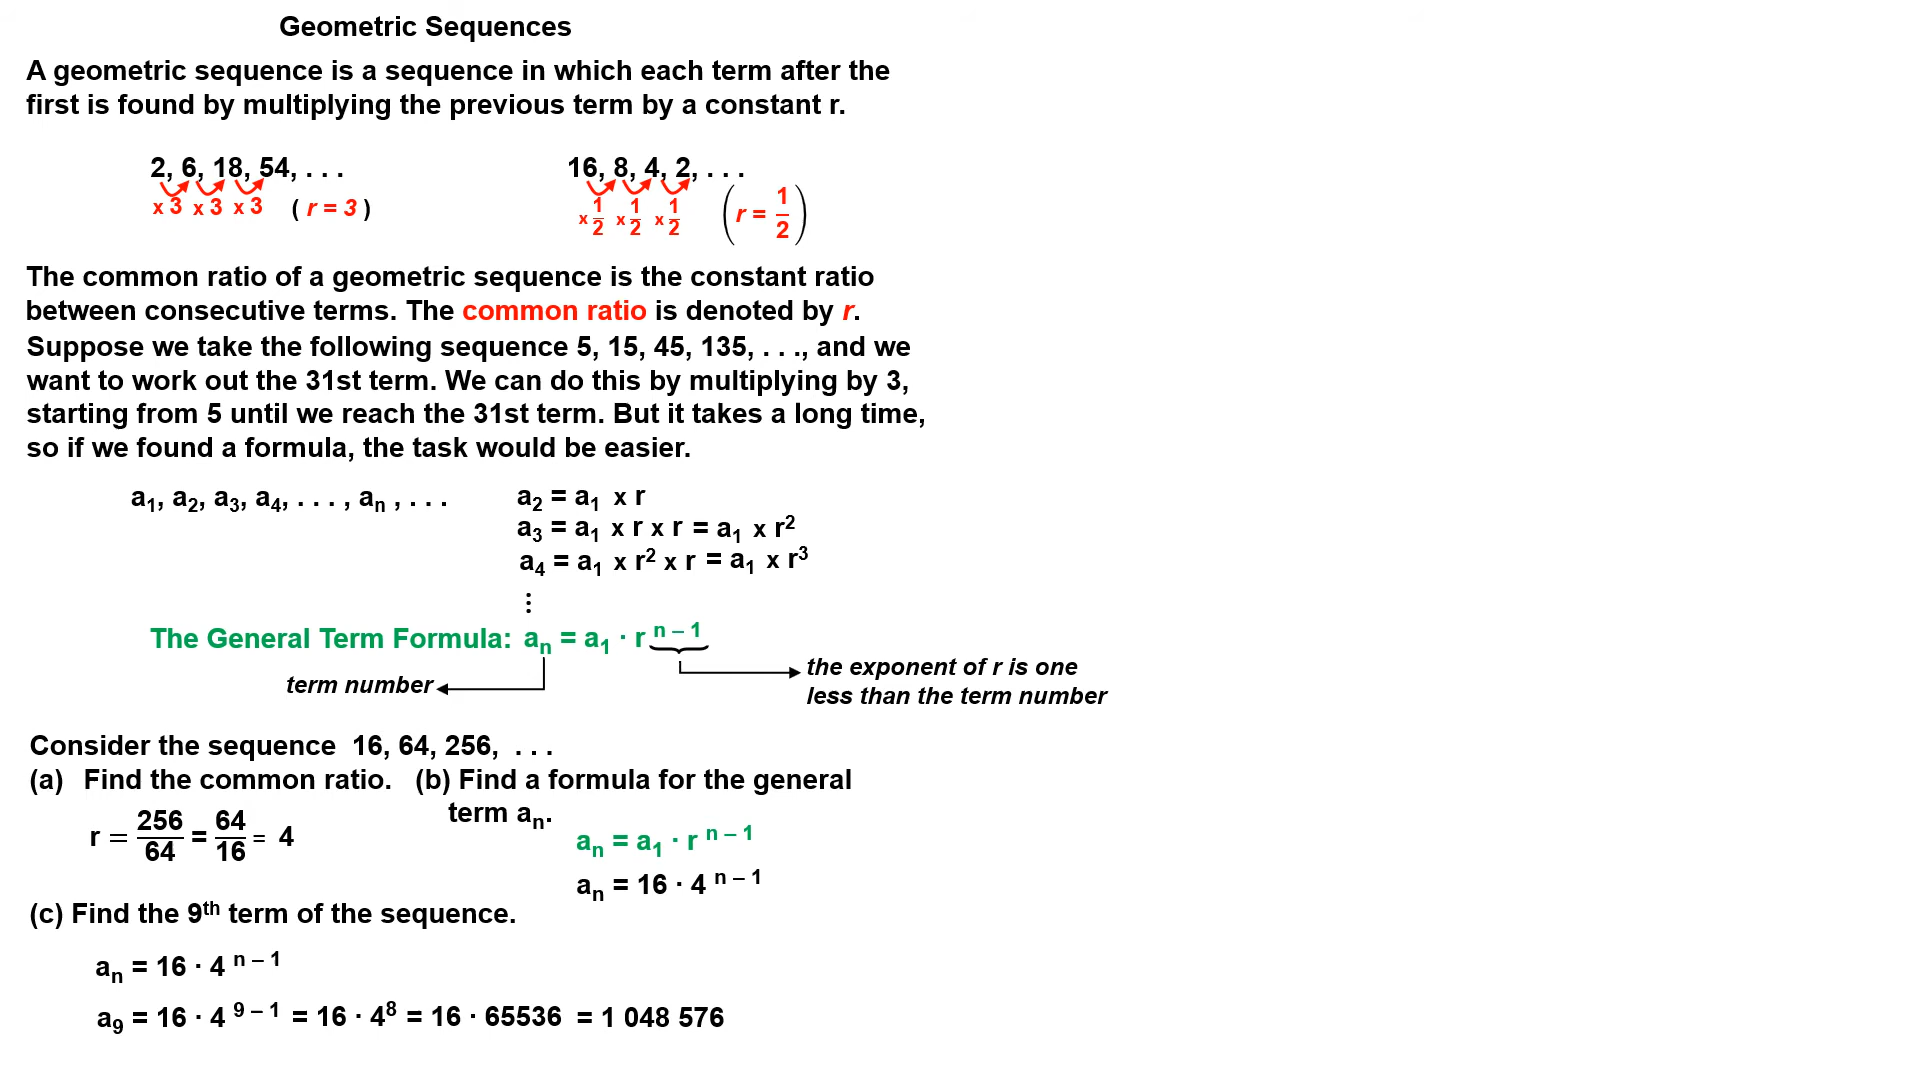 Geometric Sequences
A geometric sequence is a sequence in which each term after the
first is found by multiplying the previous term by a constant r.
2, 6, 18, 54, . . .
x 3 x 3 x 3 ( r = 3 )
16, 8, 4, 2, . . .
x 1/2 x 1/2 x 1/2 (r = 1/2)
The common ratio of a geometric sequence is the constant ratio
between consecutive terms. The common ratio is denoted by r.
Suppose we take the following sequence 5, 15, 45, 135, . . ., and we
want to work out the 31st term. We can do this by multiplying by 3,
starting from 5 until we reach the 31st term. But it takes a long time,
so if we found a formula, the task would be easier.
a₁, a₂, a₃, a₄, . . . , aₙ , . . .
a₂ = a₁ x r
a₃ = a₁ x r x r = a₁ x r²
a₄ = a₁ x r² x r = a₁ x r³
⋮
The General Term Formula: aₙ = a₁ · r ⁿ ⁻ ¹
term number
the exponent of r is one
less than the term number
Consider the sequence 16, 64, 256, . . .
(a) Find the common ratio.
r = 256/64 = 64/16 = 4
(b) Find a formula for the general
term aₙ.
aₙ = a₁ · r ⁿ ⁻ ¹
aₙ = 16 · 4 ⁿ ⁻ ¹
(c) Find the 9ᵗʰ term of the sequence.
aₙ = 16 · 4 ⁿ ⁻ ¹
a₉ = 16 · 4 ⁹ ⁻ ¹ = 16 · 4⁸ = 16 · 65536 = 1 048 576